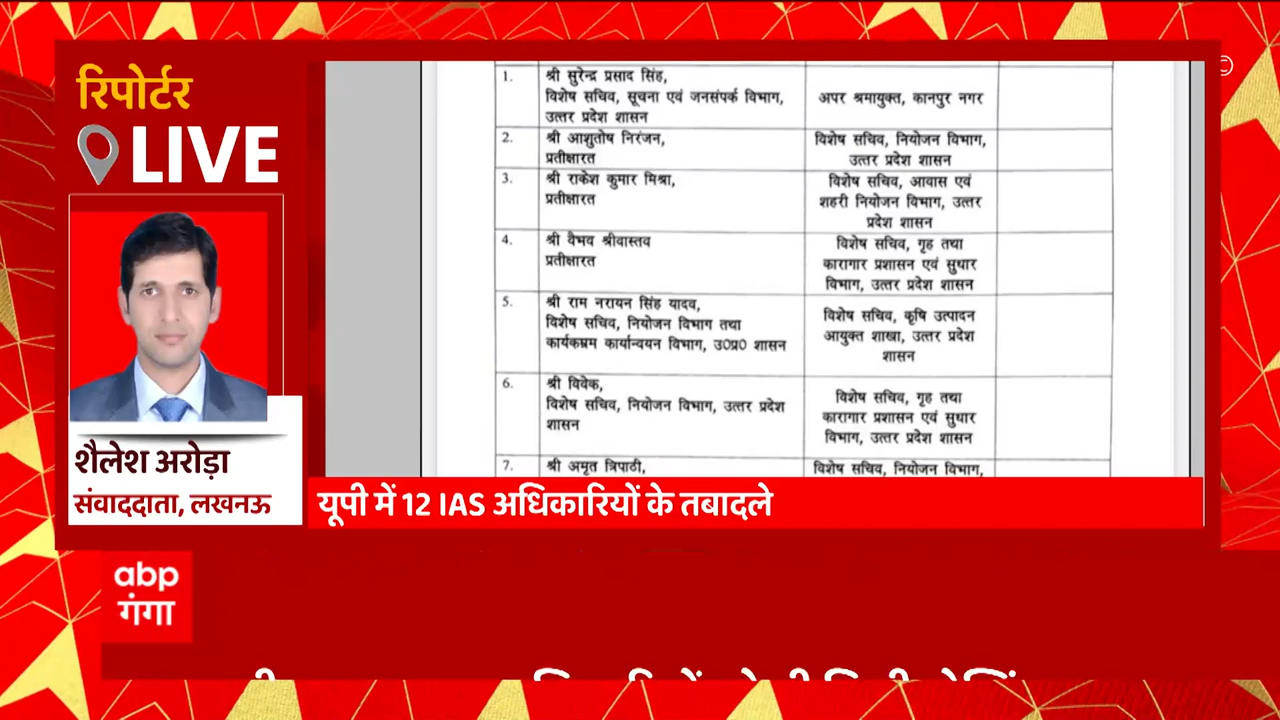 रिपोर्टर
LIVE
शैलेश अरोड़ा
संवाददाता, लखनऊ
©
1.
श्री सुरेन्द्र प्रसाद सिंह,
विशेष सचिव, सूचना एवं जनसंपर्क विभाग,
उत्तर प्रदेश शासन
अपर श्रमायुक्त, कानपुर नगर
2.
श्री आशुतोष निरंजन,
प्रतीक्षारत
विशेष सचिव, नियोजन विभाग,
उत्तर प्रदेश शासन
3.
श्री राकेश कुमार मिश्रा,
प्रतीक्षारत
विशेष सचिव, आवास एवं
शहरी नियोजन विभाग, उत्तर
प्रदेश शासन
4.
श्री वैभव श्रीवास्तव
प्रतीक्षारत
विशेष सचिव, गृह तथा
कारागार प्रशासन एवं सुधार
विभाग, उत्तर प्रदेश शासन
5.
श्री राम नरायन सिंह यादव,
विशेष सचिव, नियोजन विभाग तथा
कार्यकम्रम कार्यान्वयन विभाग, उ0प्र0 शासन
विशेष सचिव, कृषि उत्पादन
आयुक्त शाखा, उत्तर प्रदेश
शासन
6.
श्री विवेक,
विशेष सचिव, नियोजन विभाग, उत्तर प्रदेश
शासन
विशेष सचिव, गृह तथा
कारागार प्रशासन एवं सुधार
विभाग, उत्तर प्रदेश शासन
7.
श्री अमृत त्रिपाठी,
विशेष सचिव, नियोजन विभाग,
यूपी में 12 IAS अधिकारियों के तबादले
abp
गंगा